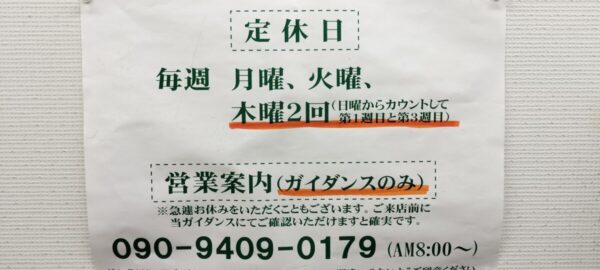 定休日
毎週 月曜、火曜、
木曜2回(日曜からカウントして
第1週目と第3週目)
営業案内(ガイダンスのみ)
※急遽お休みをいただくこともございます。ご来店前に
当ガイダンスにてご確認いただけますと確実です。
090-9409-0179 (AM8:00〜)